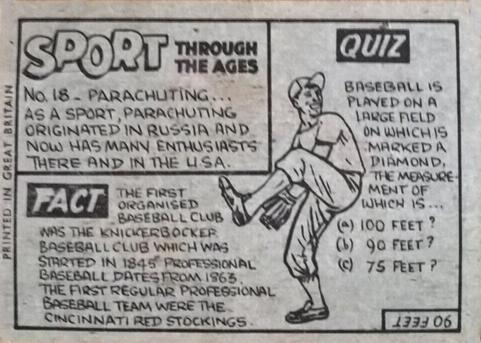 SPORT THROUGH
THE AGES
No. 18 - PARACHUTING...
AS A SPORT, PARACHUTING
ORIGINATED IN RUSSIA AND
NOW HAS MANY ENTHUSIASTS
THERE AND IN THE U.S.A.
FACT
THE FIRST
ORGANISED
BASEBALL CLUB
WAS THE KNICKERBOCKER
BASEBALL CLUB WHICH WAS
STARTED IN 1845 PROFESSIONAL
BASEBALL DATES FROM 1863.
THE FIRST REGULAR PROFESSIONAL
BASEBALL TEAM WERE THE
CINCINNATI RED STOCKINGS.
QUIZ
BASEBALL IS
PLAYED ON A
LARGE FIELD
ON WHICH IS
MARKED A
DIAMOND,
THE MEASURE-
MENT OF
WHICH IS...
(a) 100 FEET?
(b) 90 FEET?
(c) 75 FEET?
90 FEET
PRINTED IN GREAT BRITAIN